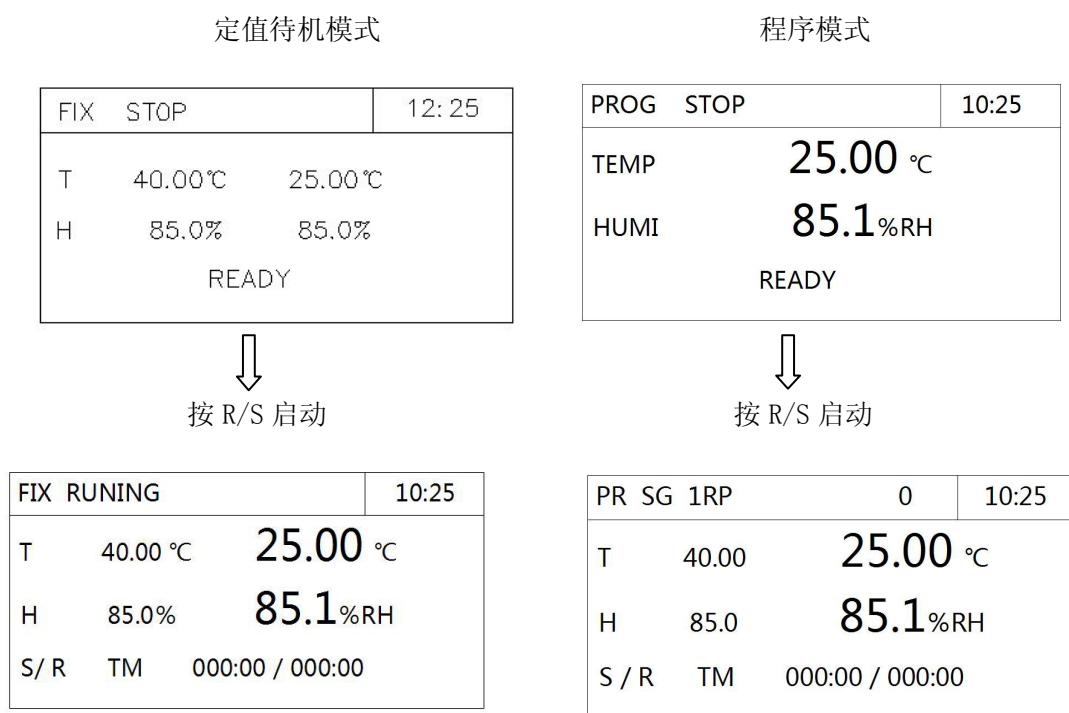 定值待机模式
程序模式
FIX STOP 12:25
T 40.00℃ 25.00℃
H 85.0% 85.0%
READY
PROG STOP 10:25
TEMP 25.00 ℃
HUMI 85.1%RH
READY
按 R/S 启动
按 R/S 启动
FIX RUNING 10:25
T 40.00 ℃ 25.00 ℃
H 85.0% 85.1%RH
S/ R TM 000:00 / 000:00
PR SG 1RP 0 10:25
T 40.00 25.00 ℃
H 85.0 85.1%RH
S / R TM 000:00 / 000:00